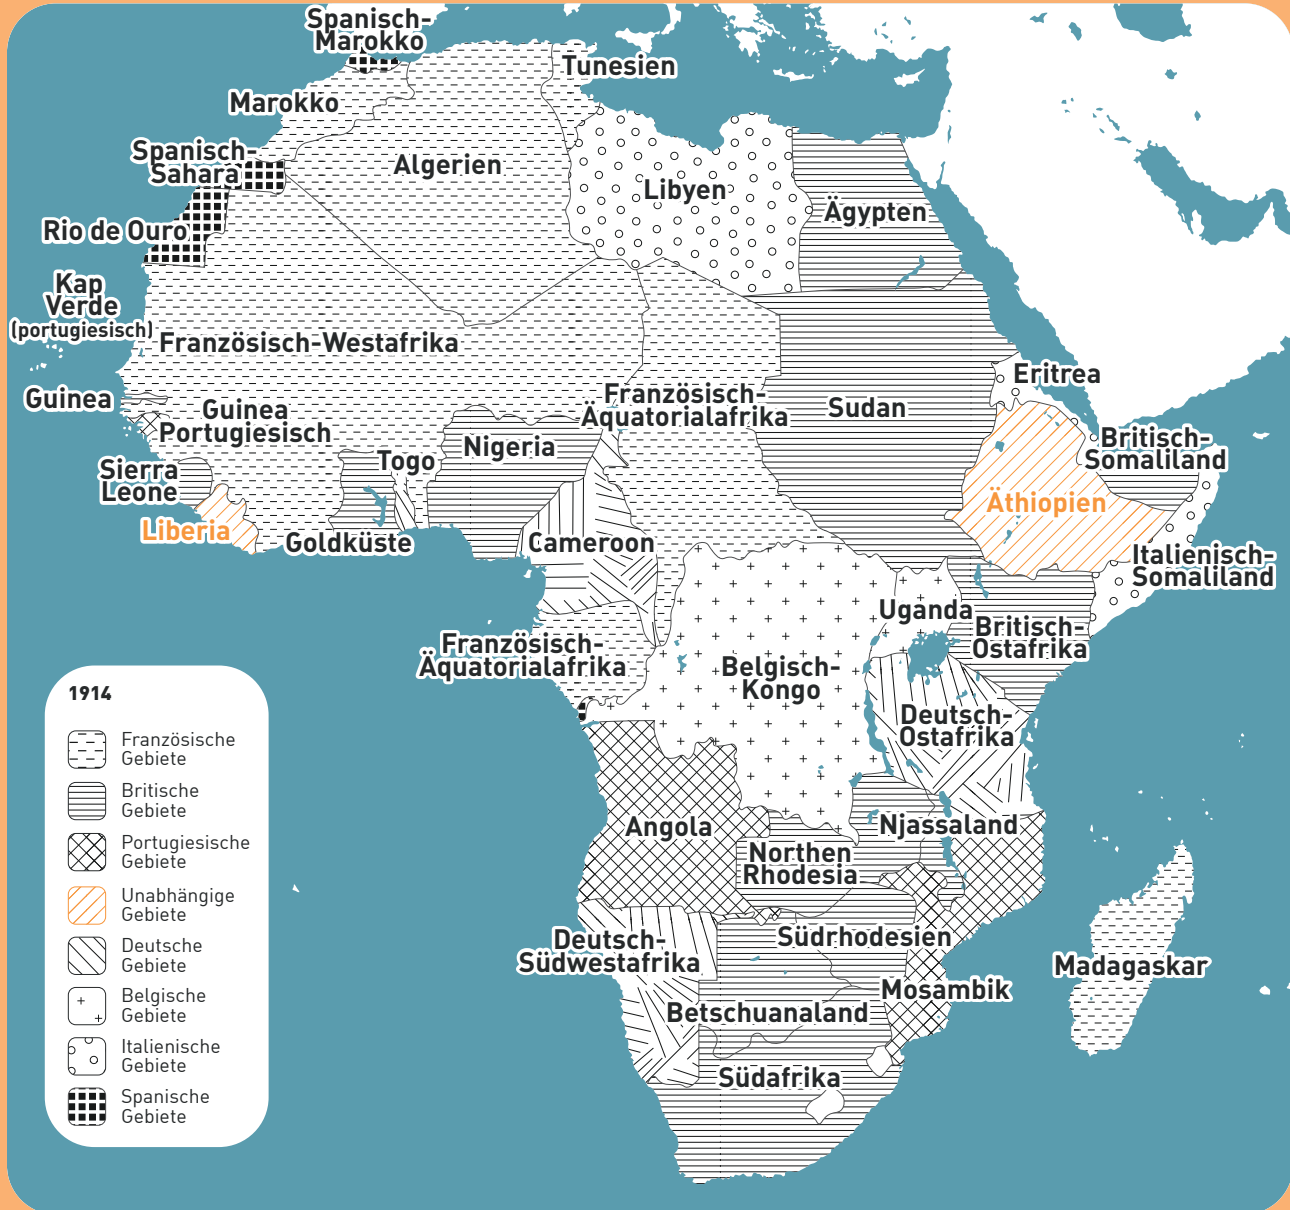 Spanisch-
Marokko
Tunesien
Marokko
Spanisch-
Sahara
Algerien
Libyen
Ägypten
Rio de Ouro
Kap
Verde
(portugiesisch)
Französisch-Westafrika
Guinea
Guinea
Portugiesisch
Französisch-
Äquatorialafrika
Sudan
Eritrea
Britisch-
Somaliland
Nigeria
Togo
Sierra
Leone
Äthiopien
Liberia
Goldküste
Cameroon
Italienisch-
Somaliland
Uganda
Britisch-
Ostafrika
Französisch-
Äquatorialafrika
Belgisch-
Kongo
Deutsch-
Ostafrika
Angola
Njassaland
Northen
Rhodesia
Südrhodesien
Deutsch-
Südwestafrika
Mosambik
Madagaskar
Betschuanaland
Südafrika
1914
Französische
Gebiete
Britische
Gebiete
Portugiesische
Gebiete
Unabhängige
Gebiete
Deutsche
Gebiete
Belgische
Gebiete
Italienische
Gebiete
Spanische
Gebiete